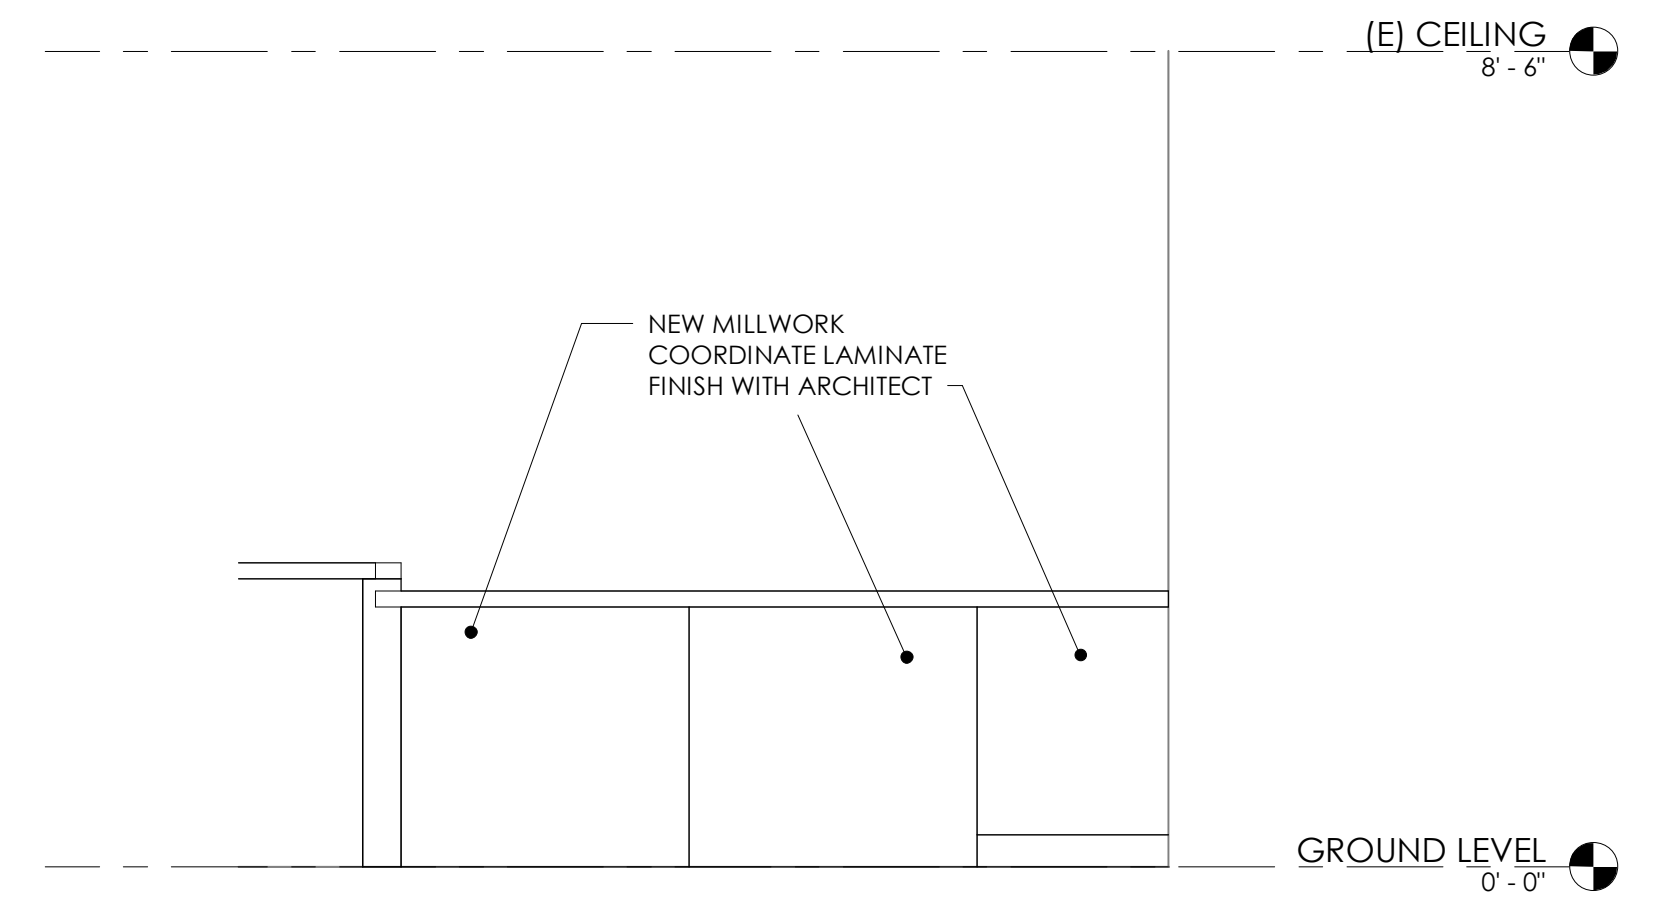 (E) CEILING
8' - 6"
NEW MILLWORK
COORDINATE LAMINATE
FINISH WITH ARCHITECT
GROUND LEVEL
0' - 0"